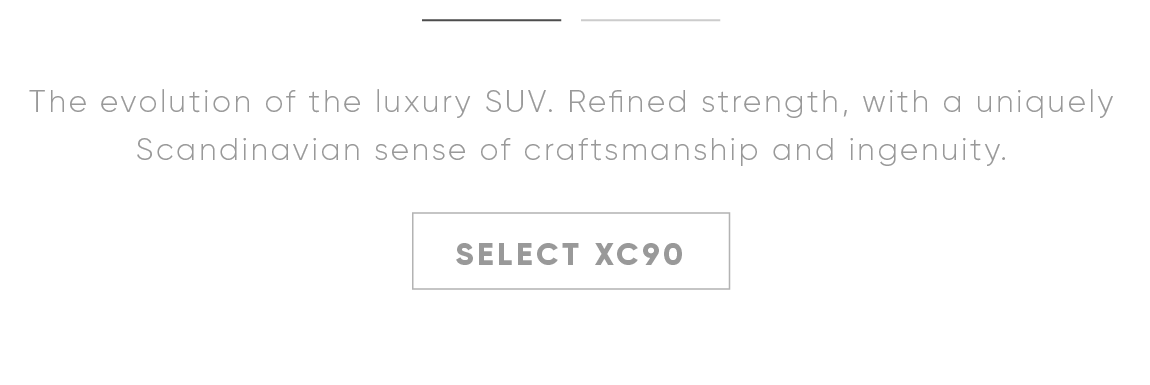 The evolution of the luxury SUV. Refined strength, with a uniquely
Scandinavian sense of craftsmanship and ingenuity.
SELECT XC90